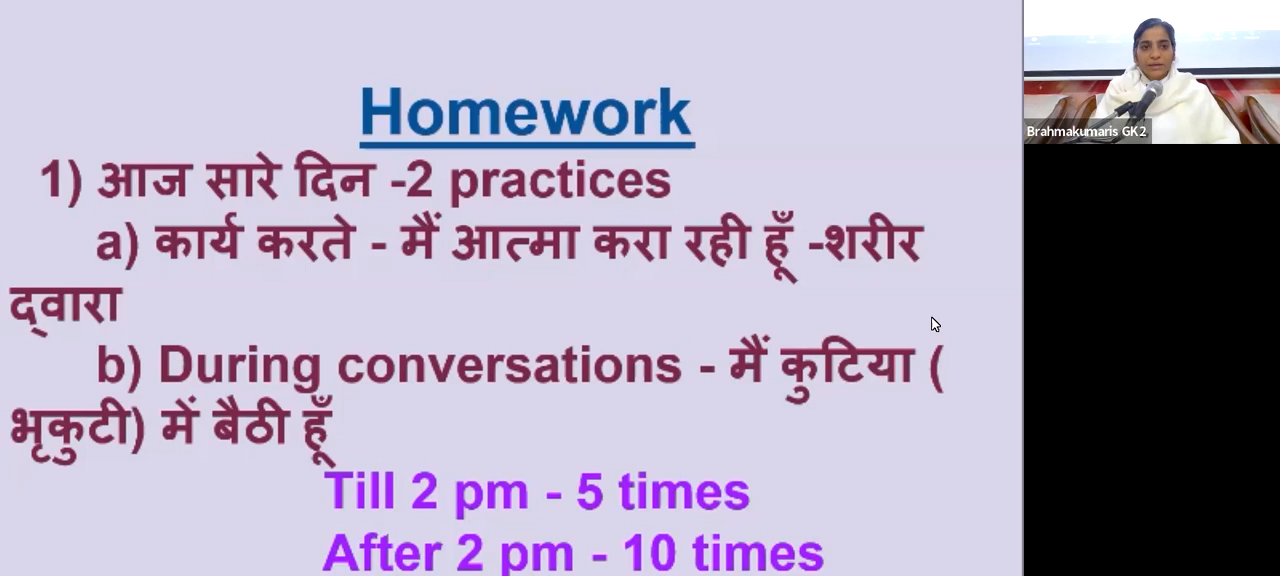 Homework
1) आज सारे दिन -2 practices
a) कार्य करते - मैं आत्मा करा रही हूँ -शरीर
द्वारा
b) During conversations - मैं कुटिया (
भृकुटी) में बैठी हूँ
Till 2 pm - 5 times
After 2 pm - 10 times
Brahmakumaris GK2